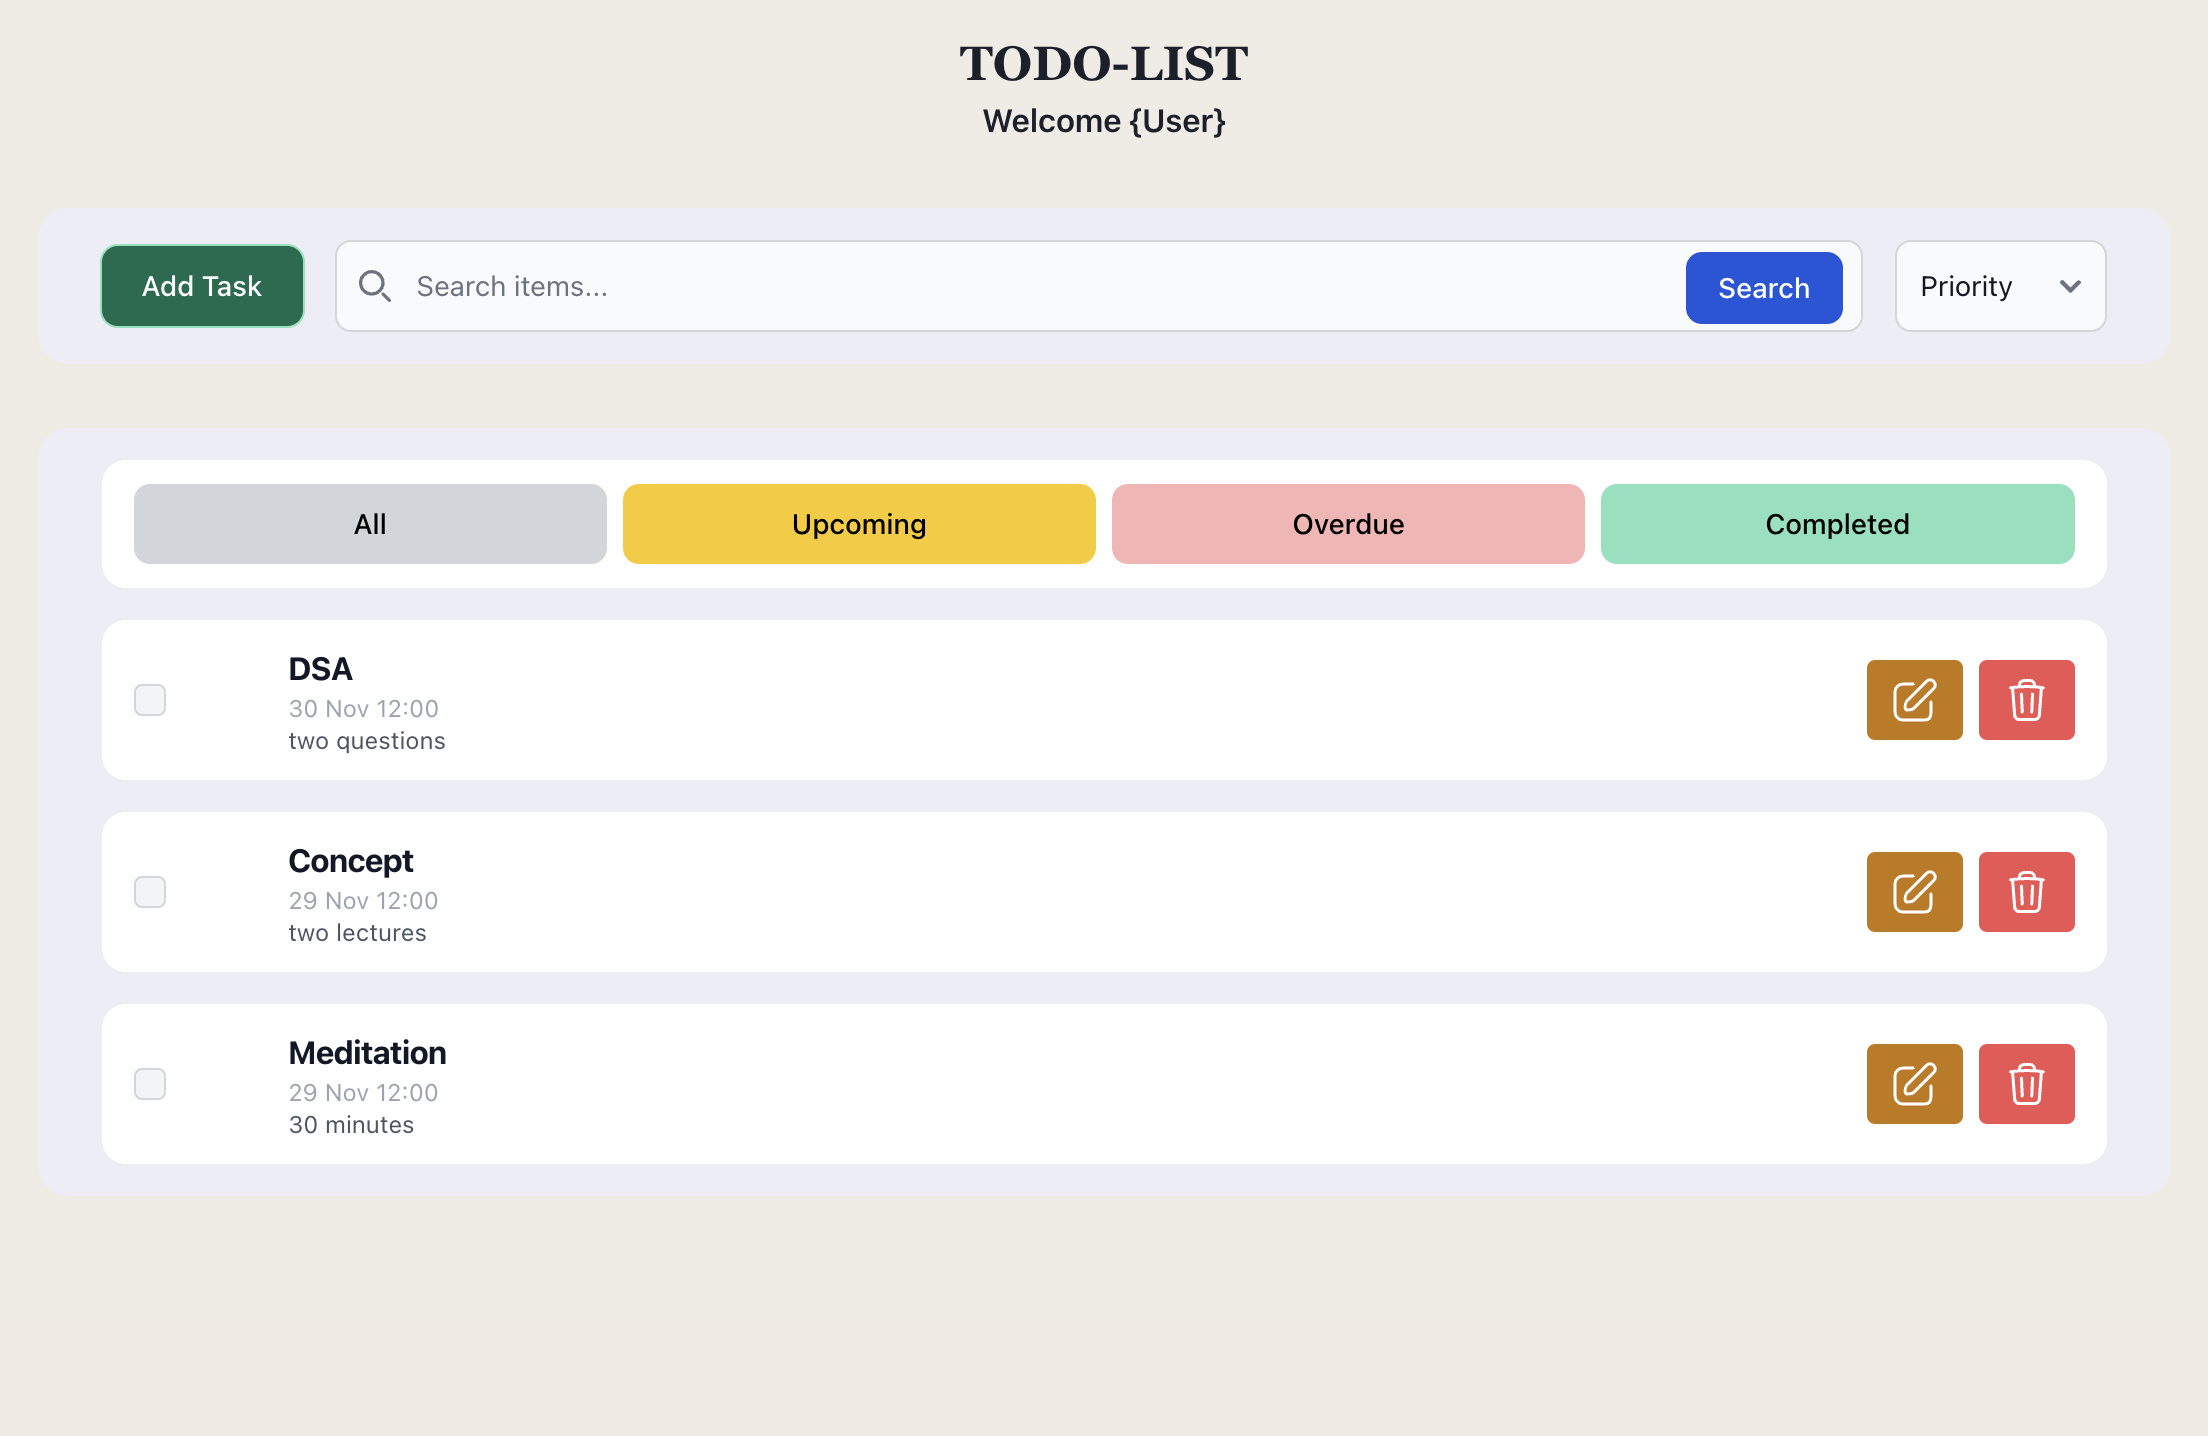 TODO-LIST
Welcome {User}
Add Task
Search items...
Search
Priority
All
Upcoming
Overdue
Completed
DSA
30 Nov 12:00
two questions
Concept
29 Nov 12:00
two lectures
Meditation
29 Nov 12:00
30 minutes